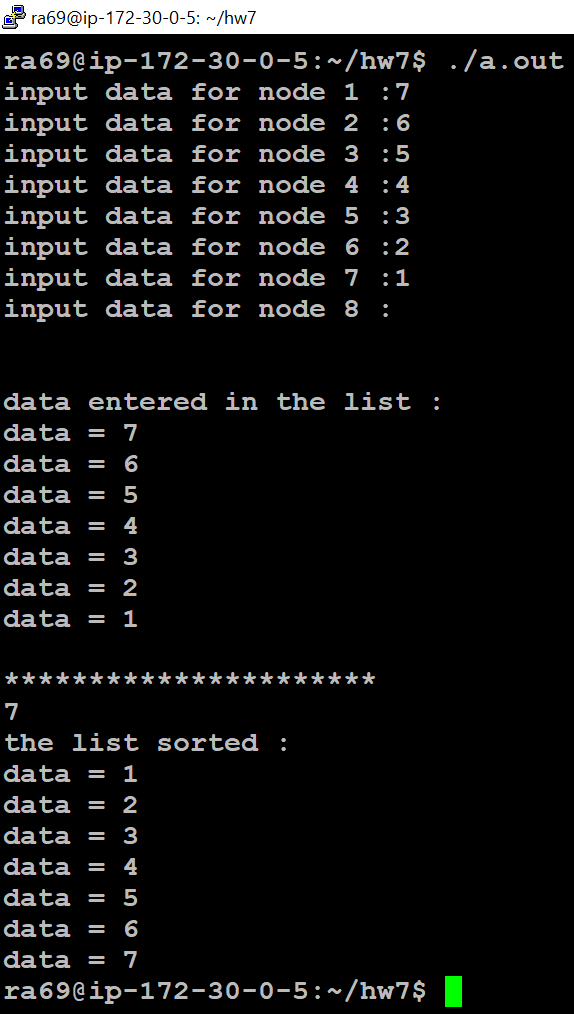 ra69@ip-172-30-0-5: ~/hw7
ra69@ip-172-30-0-5:~/hw7$ ./a.out
input data for node 1 :7
input data for node 2 :6
input data for node 3 :5
input data for node 4 :4
input data for node 5 :3
input data for node 6 :2
input data for node 7 :1
input data for node 8 :
data entered in the list :
data = 7
data = 6
data = 5
data = 4
data = 3
data = 2
data = 1
**********************
7
the list sorted :
data = 1
data = 2
data = 3
data = 4
data = 5
data = 6
data = 7
ra69@ip-172-30-0-5:~/hw7$